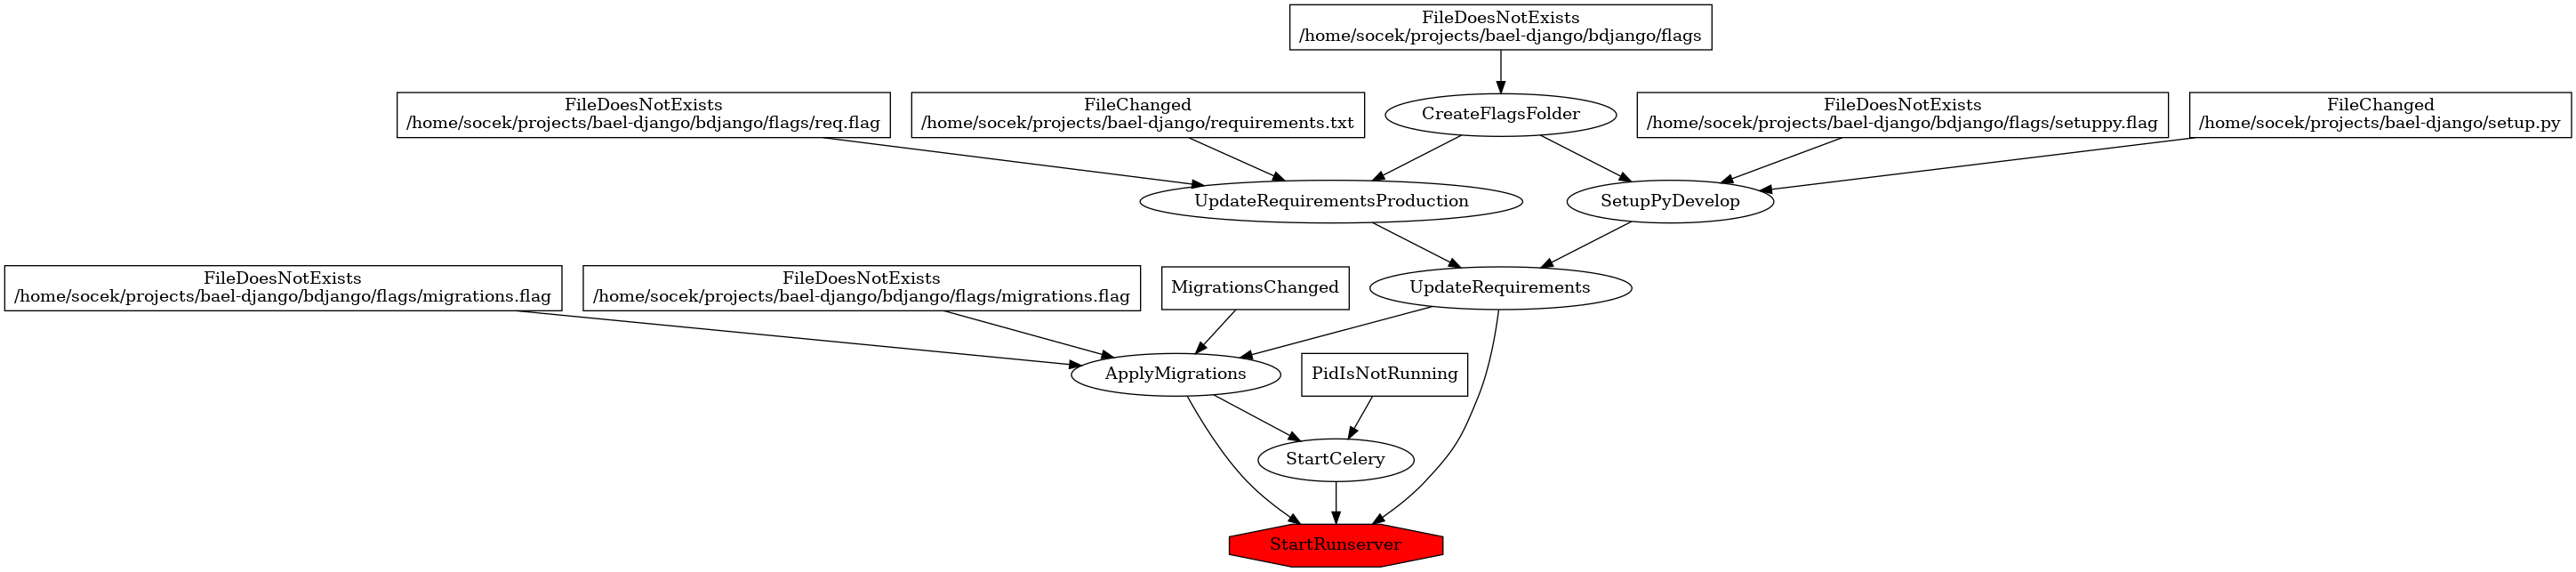 FileDoesNotExists
/home/socek/projects/bael-django/bdjango/flags
FileDoesNotExists
/home/socek/projects/bael-django/bdjango/flags/req.flag
FileChanged
/home/socek/projects/bael-django/requirements.txt
CreateFlagsFolder
FileDoesNotExists
/home/socek/projects/bael-django/bdjango/flags/setuppy.flag
FileChanged
/home/socek/projects/bael-django/setup.py
UpdateRequirementsProduction
SetupPyDevelop
FileDoesNotExists
/home/socek/projects/bael-django/bdjango/flags/migrations.flag
FileDoesNotExists
/home/socek/projects/bael-django/bdjango/flags/migrations.flag
MigrationsChanged
UpdateRequirements
ApplyMigrations
PidIsNotRunning
StartCelery
StartRunserver